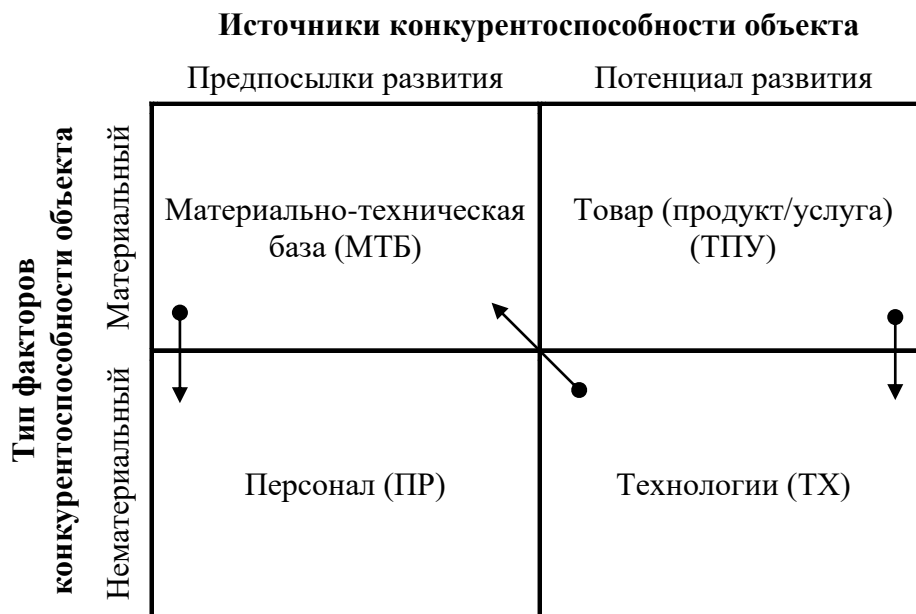 Источники конкурентоспособности объекта
Предпосылки развития
Потенциал развития
Тип факторов
конкурентоспособности объекта
Материальный
Материально-техническая
база (МТБ)
Товар (продукт/услуга)
(ТПУ)
Нематериальный
Персонал (ПР)
Технологии (ТХ)